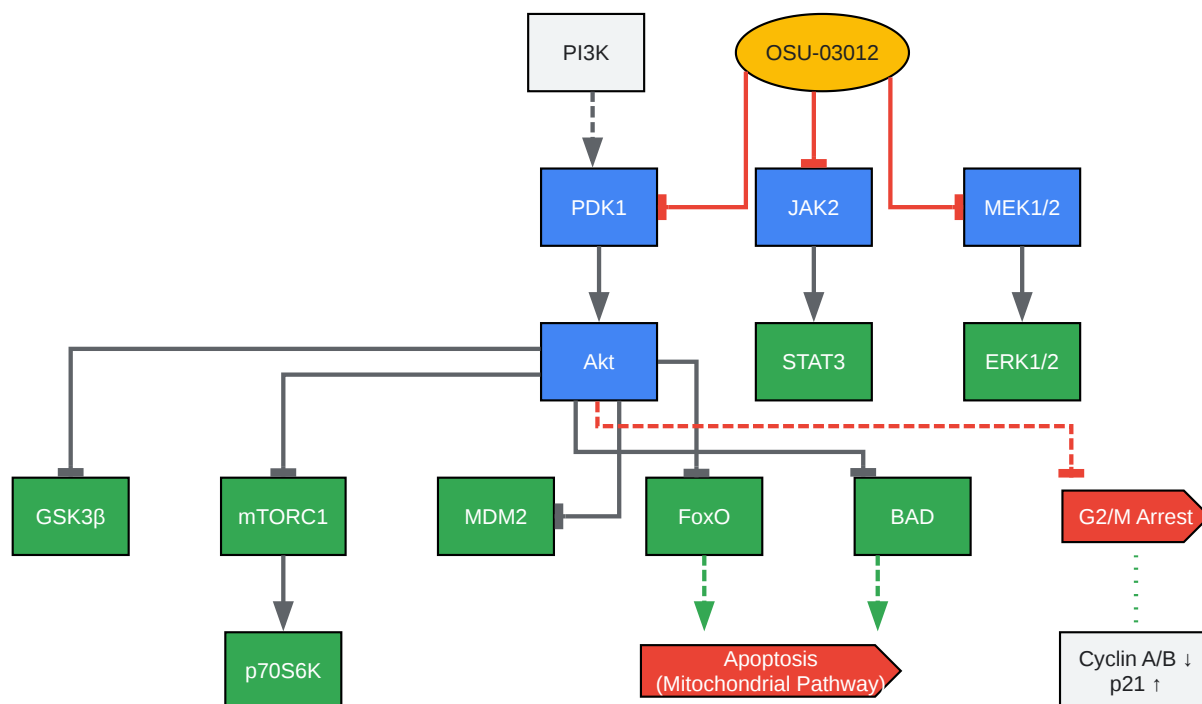 PI3K
OSU-03012
PDK1
JAK2
MEK1/2
Akt
STAT3
ERK1/2
GSK3β
mTORC1
MDM2
FoxO
BAD
G2/M Arrest
p70S6K
Apoptosis
(Mitochondrial Pathway)
Cyclin A/B ↓
p21 ↑